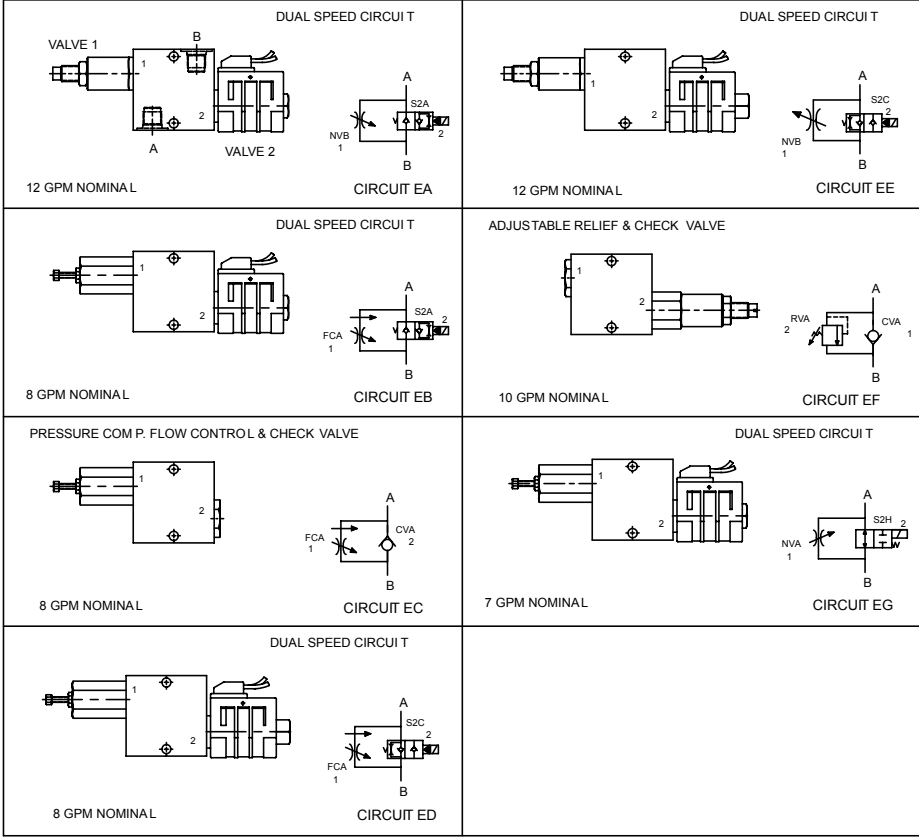 DUAL SPEED CIRCUIT
VALVE 1
B
1
2
A
VALVE 2
A
S2A
2
NVB
1
B
12 GPM NOMINAL
CIRCUIT EA
DUAL SPEED CIRCUIT
1
2
A
S2C
2
NVB
1
B
12 GPM NOMINAL
CIRCUIT EE
DUAL SPEED CIRCUIT
1
2
A
S2A
2
FCA
1
B
8 GPM NOMINAL
CIRCUIT EB
ADJUSTABLE RELIEF & CHECK VALVE
1
2
A
RVA
2
CVA
1
B
10 GPM NOMINAL
CIRCUIT EF
PRESSURE COMP. FLOW CONTROL & CHECK VALVE
1
2
A
FCA
1
CVA
2
B
8 GPM NOMINAL
CIRCUIT EC
DUAL SPEED CIRCUIT
1
2
A
S2H
2
NVA
1
B
7 GPM NOMINAL
CIRCUIT EG
DUAL SPEED CIRCUIT
1
2
A
S2C
2
FCA
1
B
8 GPM NOMINAL
CIRCUIT ED